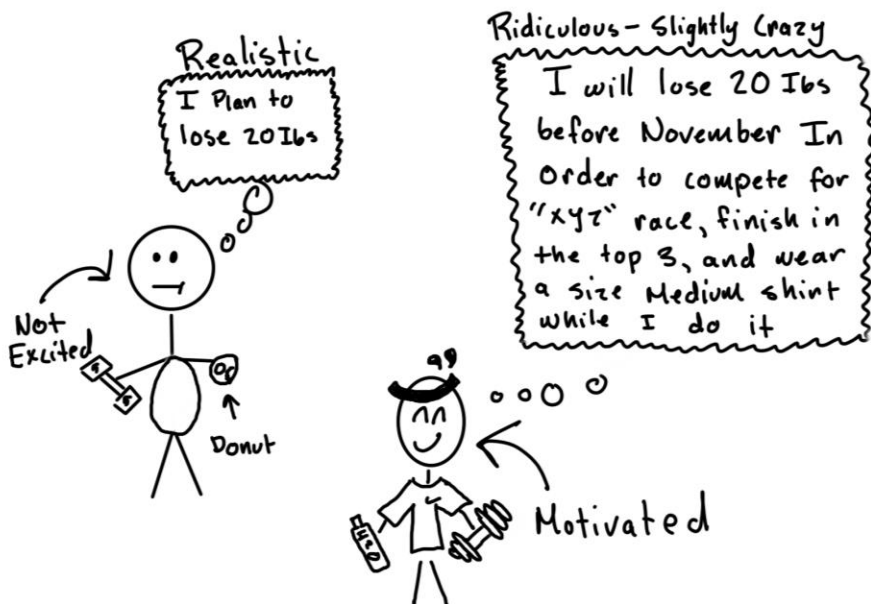 Realistic
I Plan to
lose 20 Ibs
Not
Excited
Donut
Ridiculous - Slightly Crazy
I will lose 20 Ibs
before November In
Order to compete for
"xyz" race, finish in
the top 3, and wear
a size Medium shirt
while I do it
Motivated
H2O